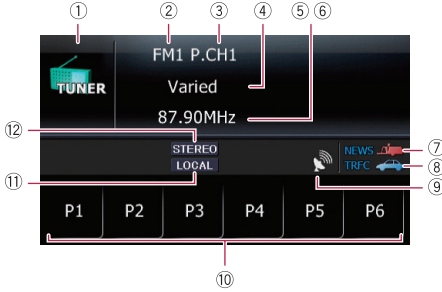 ① ② ③ ④ ⑤ ⑥
FM1 P.CH1
TUNER
Varied
87.90MHz
⑫ STEREO NEWS ⑦
⑪ LOCAL TRFC ⑧
⑨
P1 P2 P3 P4 P5 P6
⑩